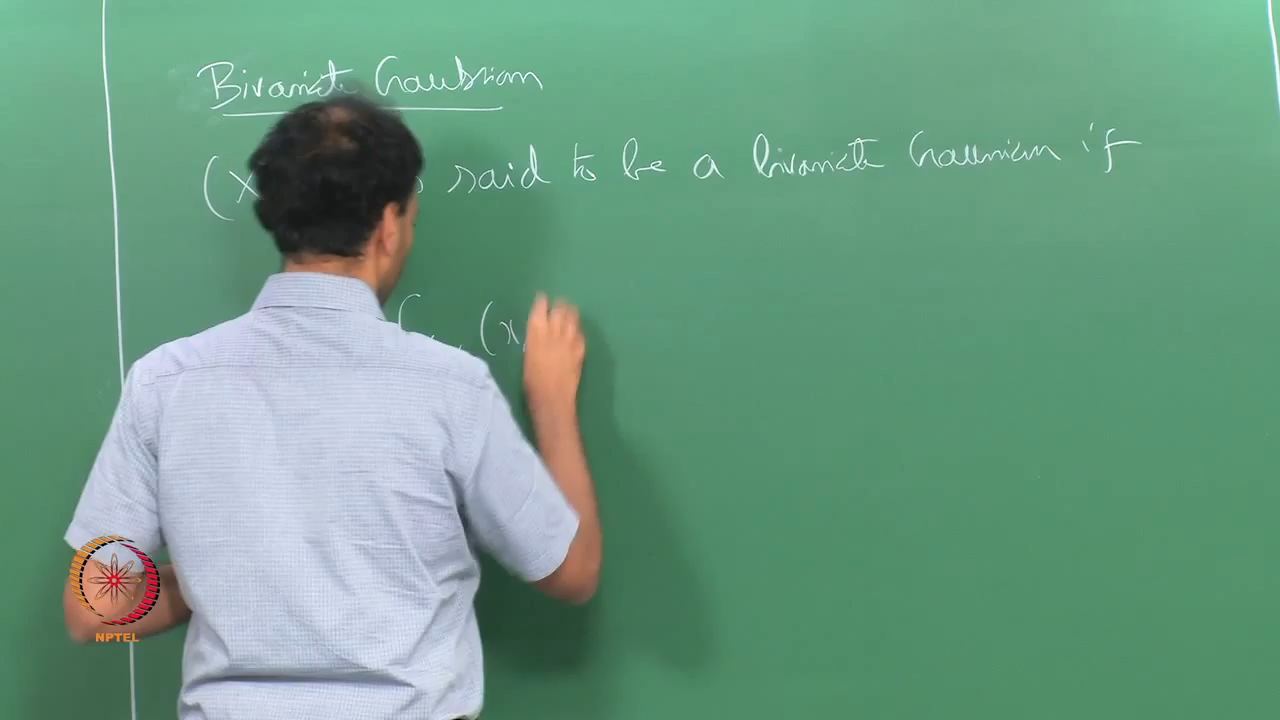 Bivariate Gaussian
(X said to be a bivariate Gaussian if
f (x,
NPTEL